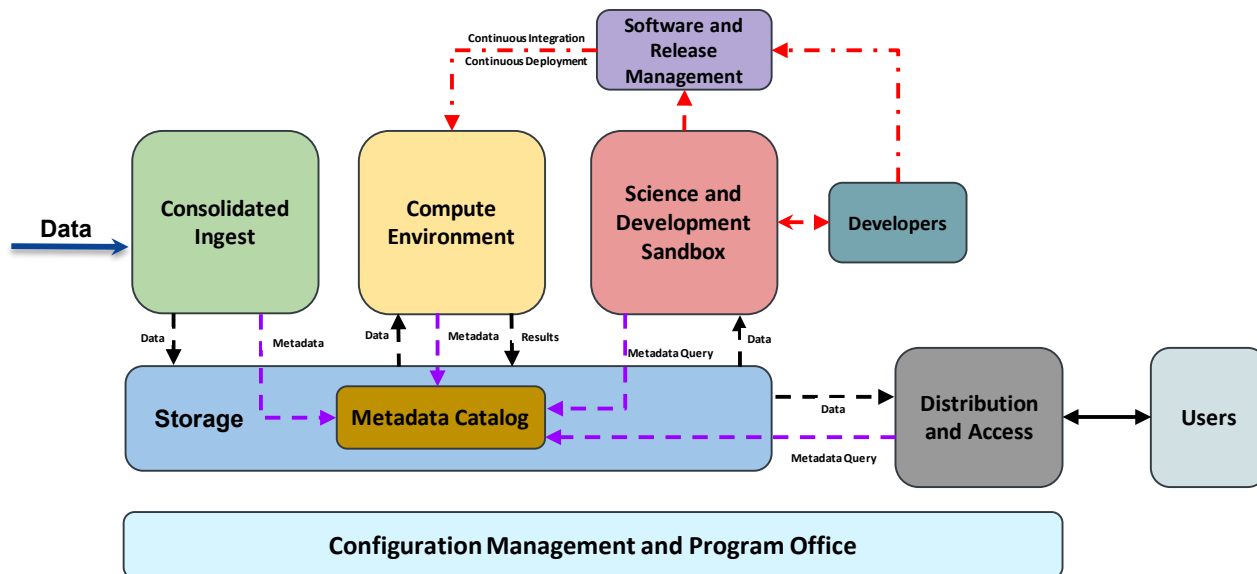 Continuous Integration
Continuous Deployment
Software and
Release
Management
Data
Consolidated
Ingest
Compute
Environment
Science and
Development
Sandbox
Developers
Data
Metadata
Data
Metadata
Results
Metadata Query
Data
Storage
Metadata Catalog
Data
Metadata Query
Distribution
and Access
Users
Configuration Management and Program Office